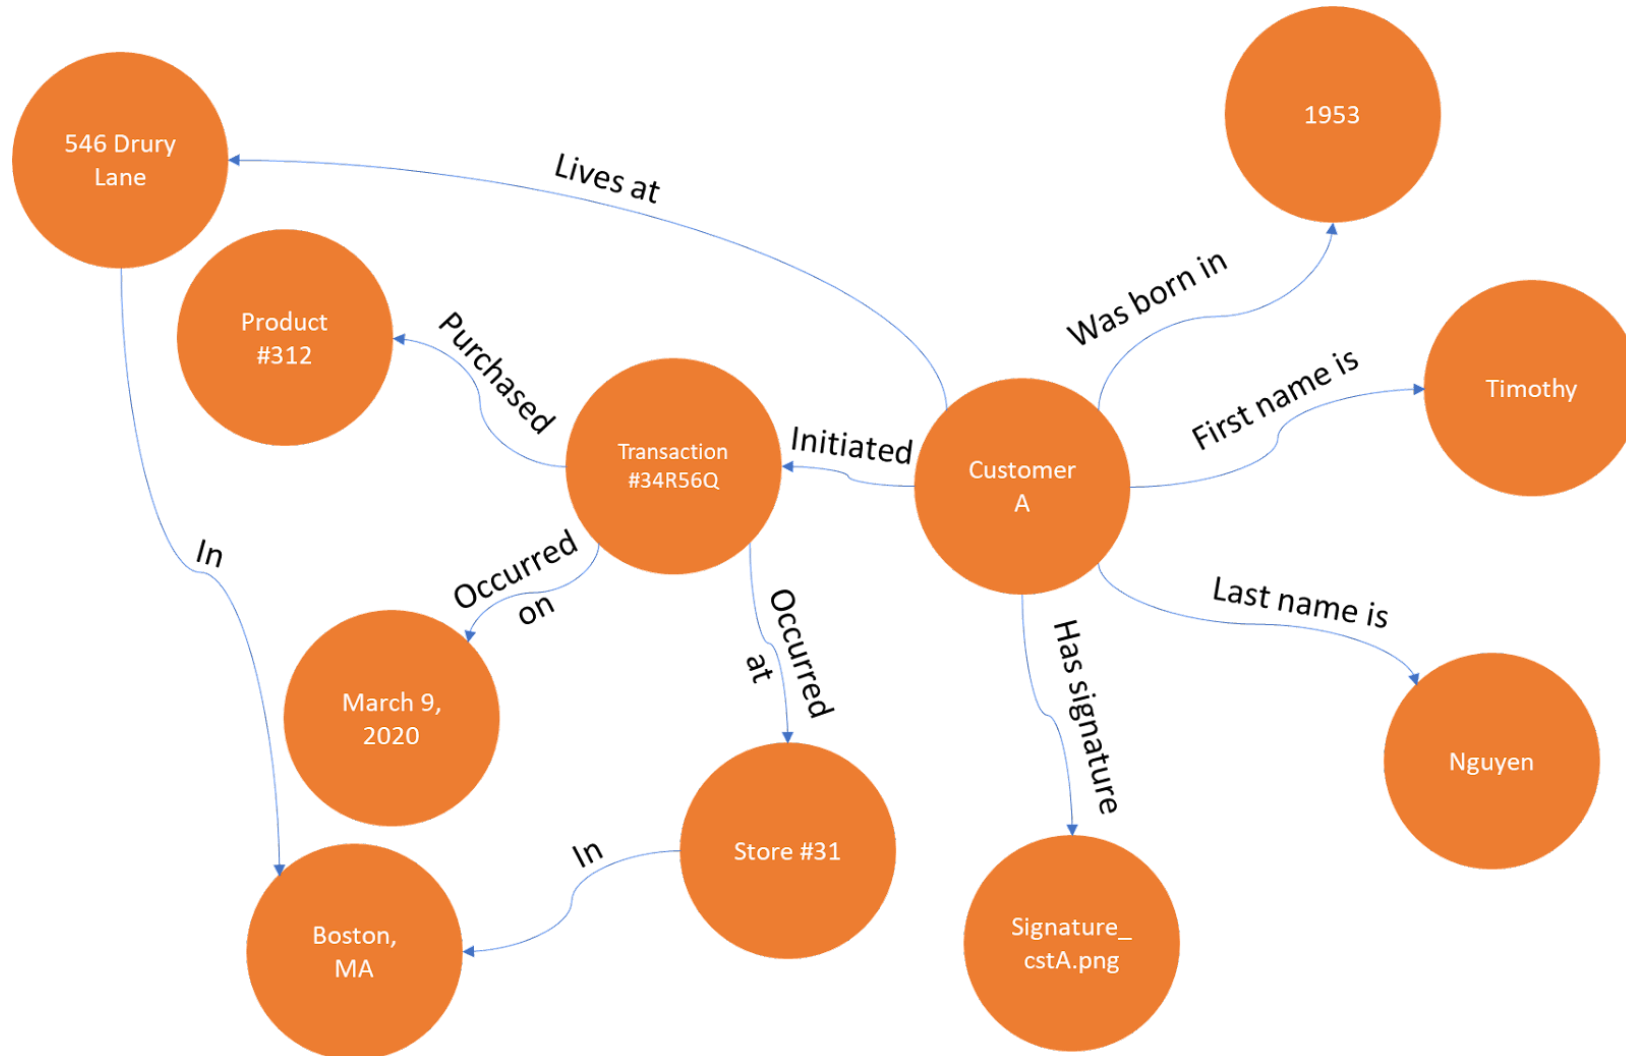 1953
546 Drury
Lane
Lives at
Was born in
Product
#312
Purchased
First name is
Timothy
Initiated
Transaction
#34R56Q
Customer
A
In
Occurred
on
Occurred
at
Has signature
Last name is
March 9,
2020
Nguyen
In
Store #31
Boston,
MA
Signature_
cstA.png